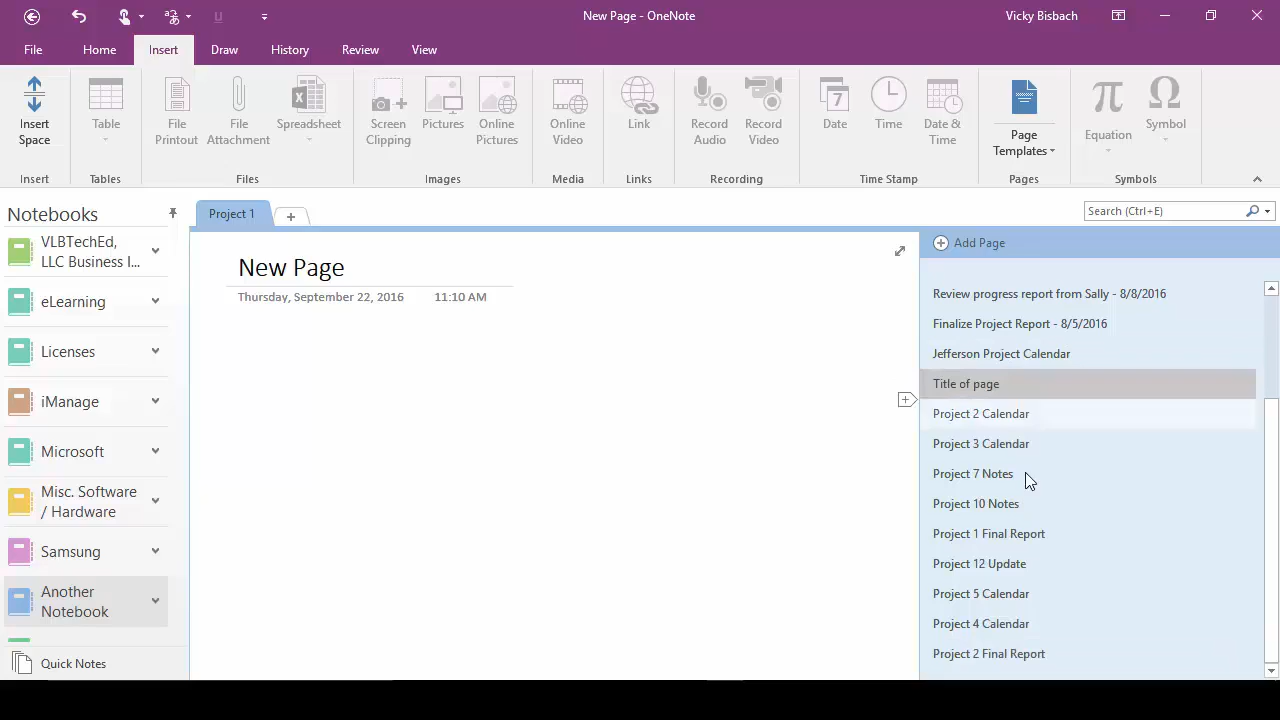 New Page - OneNote
Vicky Bisbach
File
Home
Insert
Draw
History
Review
View
Insert
Space
Table
File
Printout
File
Attachment
Spreadsheet
Screen
Clipping
Pictures
Online
Pictures
Online
Video
Link
Record
Audio
Record
Video
7
Date
Time
Date &
Time
Page
Templates
π
Equation
Ω
Symbol
Insert
Tables
Files
Images
Media
Links
Recording
Time Stamp
Pages
Symbols
Notebooks
Project 1
Search (Ctrl+E)
VLBTechEd,
LLC Business I...
eLearning
Licenses
iManage
Microsoft
Misc. Software
/ Hardware
Samsung
Another
Notebook
Quick Notes
New Page
Thursday, September 22, 2016
11:10 AM
Add Page
Review progress report from Sally - 8/8/2016
Finalize Project Report - 8/5/2016
Jefferson Project Calendar
Title of page
Project 2 Calendar
Project 3 Calendar
Project 7 Notes
Project 10 Notes
Project 1 Final Report
Project 12 Update
Project 5 Calendar
Project 4 Calendar
Project 2 Final Report